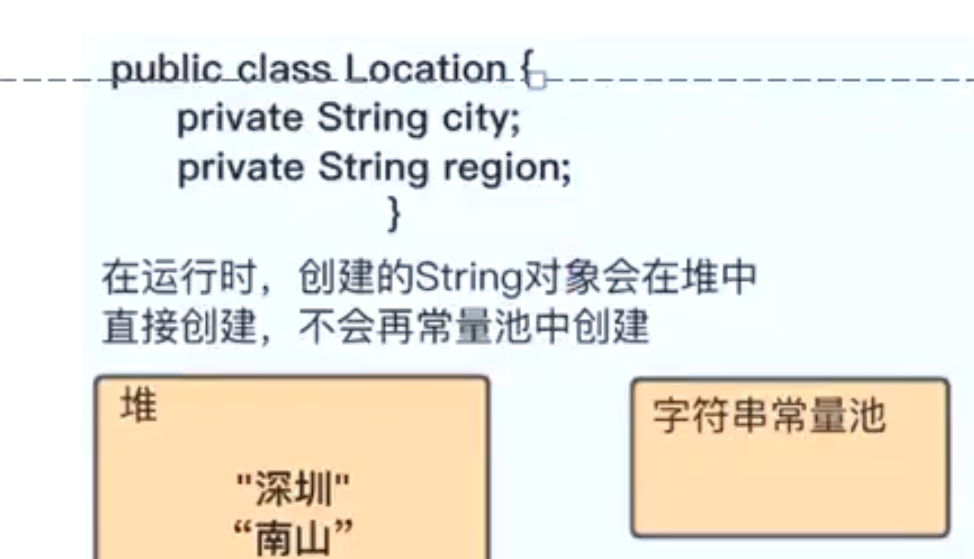 public class Location {
private String city;
private String region;
}
在运行时，创建的String对象会在堆中
直接创建，不会再常量池中创建
堆
字符串常量池
"深圳"
“南山”